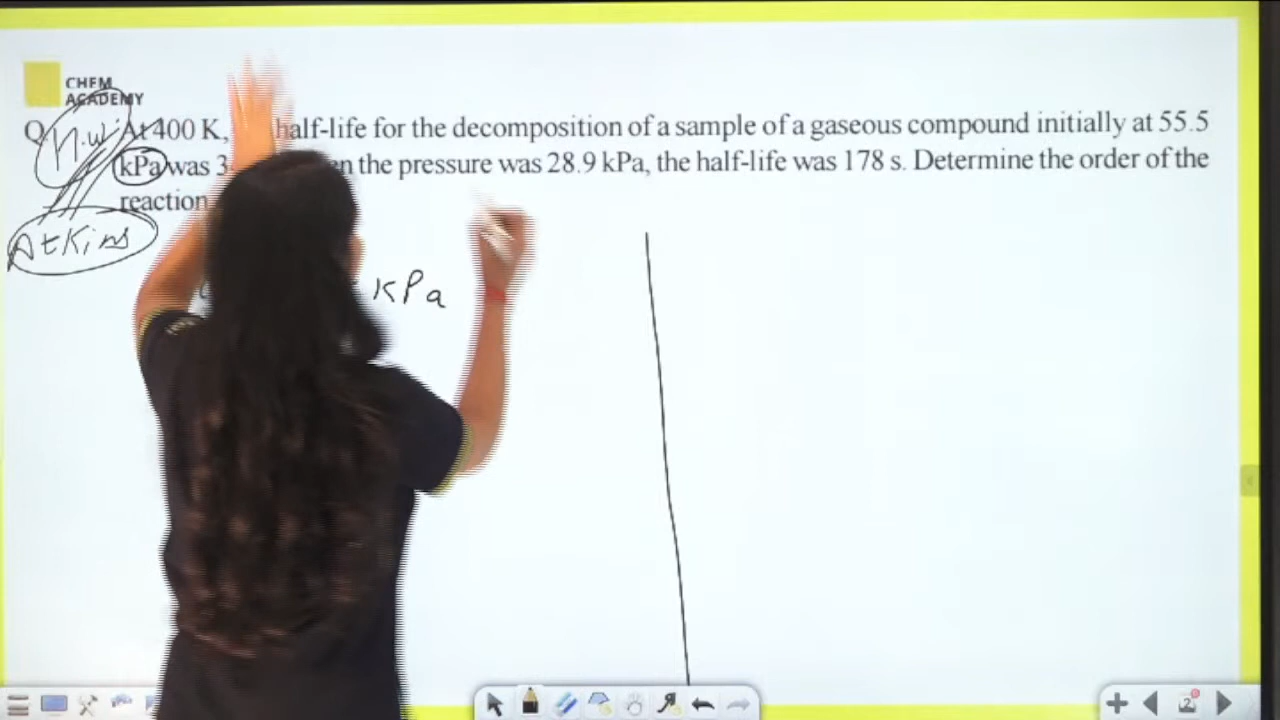 CHEM
ACADEMY
Q
H.w
At 400 K, half-life for the decomposition of a sample of a gaseous compound initially at 55.5
kPa was 3 the pressure was 28.9 kPa, the half-life was 178 s. Determine the order of the
reaction
Atkins
kPa
2